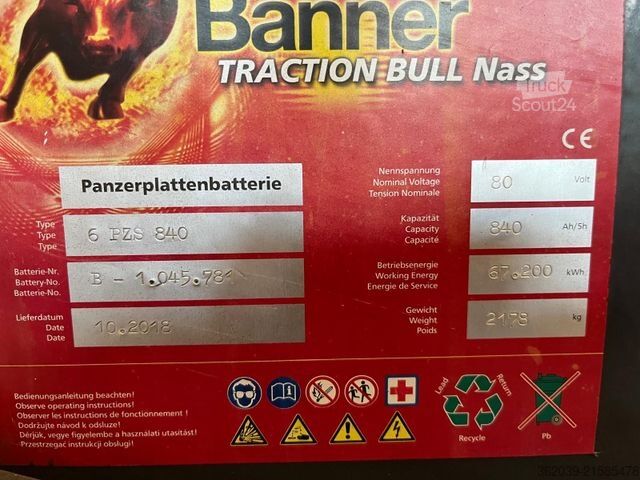 Banner
TRACTION BULL Nass
Truck
Scout24
CE
Panzerplattenbatterie
Type
Type
Type
6 PZS 840
Batterie-Nr.
Battery-No.
Batterie-No.
B - 1.045.781
Lieferdatum
Date
Date
10.2018
Nennspannung
Nominal Voltage
Tension Nominale
80 Volt
Kapazität
Capacity
Capacité
840 Ah/5h
Betriebsenergie
Working Energy
Energie de Service
67.200 kWh
Gewicht
Weight
Poids
2178 kg
Bedienungsanleitung beachten!
Observe operating instructions!
Observer les instructions de fonctionnement !
Dodržujte návod k odsluze!
Dérjük, vegye figyelembe a használati utasítást!
Przestrzegać instrukcji obsługi!
Lead
Return
Recycle
Pb
362039-21585478